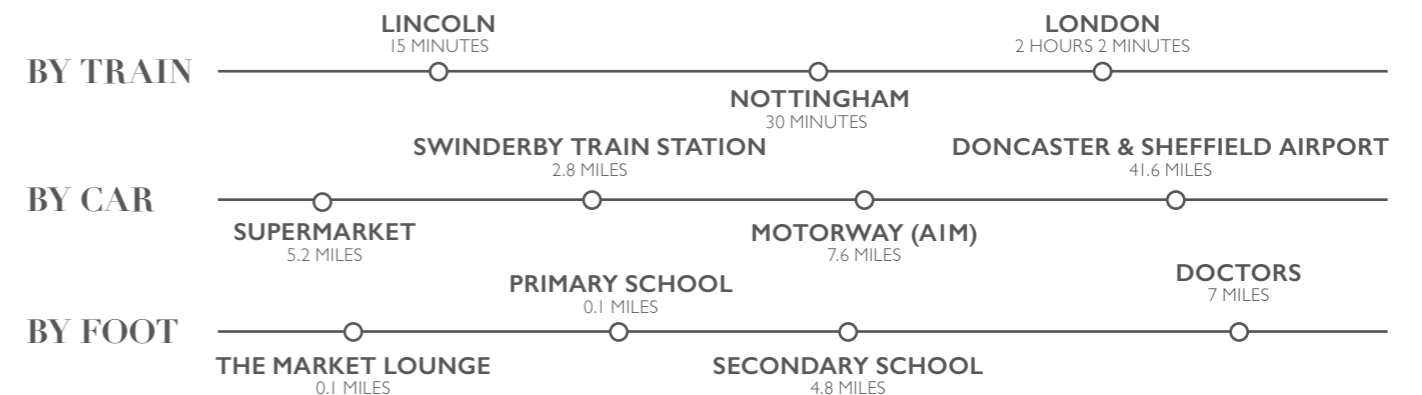 BY TRAIN
LINCOLN
15 MINUTES
NOTTINGHAM
30 MINUTES
LONDON
2 HOURS 2 MINUTES
BY CAR
SUPERMARKET
5.2 MILES
SWINDERBY TRAIN STATION
2.8 MILES
MOTORWAY (A1M)
7.6 MILES
DONCASTER & SHEFFIELD AIRPORT
41.6 MILES
BY FOOT
THE MARKET LOUNGE
0.1 MILES
PRIMARY SCHOOL
0.1 MILES
SECONDARY SCHOOL
4.8 MILES
DOCTORS
7 MILES